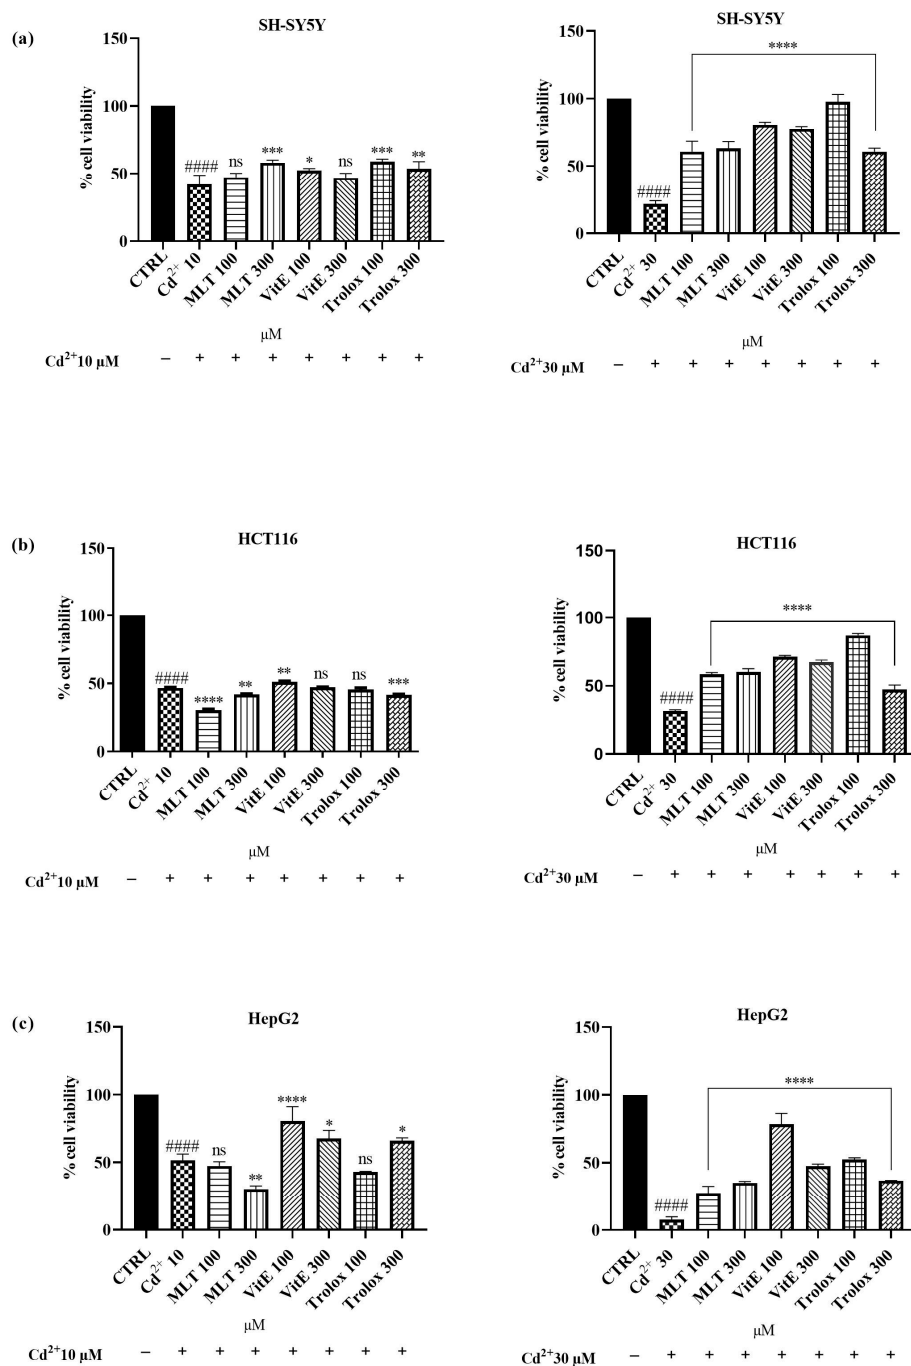 (a)
SH-SY5Y
% cell viability
150
100
50
0
####
ns
***
*
ns
***
**
CTRL
Cd²⁺ 10
MLT 100
MLT 300
VitE 100
VitE 300
Trolox 100
Trolox 300
μM
Cd²⁺10 μM – + + + + + + +
SH-SY5Y
% cell viability
150
100
50
0
####
****
CTRL
Cd²⁺ 30
MLT 100
MLT 300
VitE 100
VitE 300
Trolox 100
Trolox 300
μM
Cd²⁺30 μM – + + + + + + +
(b)
HCT116
% cell viability
150
100
50
0
####
****
**
**
ns
ns
***
CTRL
Cd²⁺ 10
MLT 100
MLT 300
VitE 100
VitE 300
Trolox 100
Trolox 300
μM
Cd²⁺10 μM – + + + + + + +
HCT116
% cell viability
150
100
50
0
####
****
CTRL
Cd²⁺ 30
MLT 100
MLT 300
VitE 100
VitE 300
Trolox 100
Trolox 300
μM
Cd²⁺30 μM – + + + + + + +
(c)
HepG2
% cell viability
150
100
50
0
####
ns
**
****
*
ns
*
CTRL
Cd²⁺ 10
MLT 100
MLT 300
VitE 100
VitE 300
Trolox 100
Trolox 300
μM
Cd²⁺10 μM – + + + + + + +
HepG2
% cell viability
150
100
50
0
####
****
CTRL
Cd²⁺ 30
MLT 100
MLT 300
VitE 100
VitE 300
Trolox 100
Trolox 300
μM
Cd²⁺30 μM – + + + + + + +